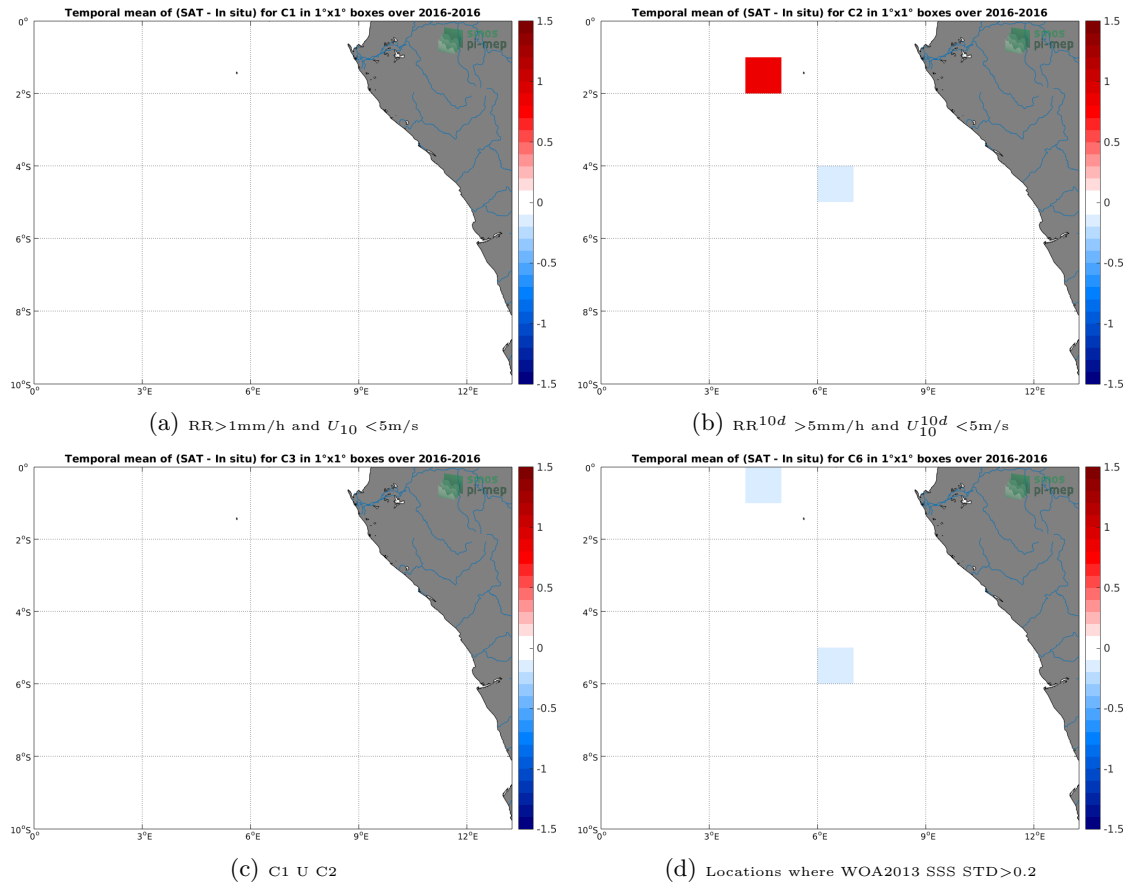 Temporal mean of (SAT - In situ) for C1 in 1°x1° boxes over 2016-2016
smos
pi-mep
0°
2°S
4°S
6°S
8°S
10°S
0°
3°E
6°E
9°E
12°E
1.5
1
0.5
0
-0.5
-1
-1.5
(a) RR>1mm/h and U10 <5m/s
Temporal mean of (SAT - In situ) for C2 in 1°x1° boxes over 2016-2016
smos
pi-mep
0°
2°S
4°S
6°S
8°S
10°S
0°
3°E
6°E
9°E
12°E
1.5
1
0.5
0
-0.5
-1
-1.5
(b) RR^10d >5mm/h and U10^10d <5m/s
Temporal mean of (SAT - In situ) for C3 in 1°x1° boxes over 2016-2016
smos
pi-mep
0°
2°S
4°S
6°S
8°S
10°S
0°
3°E
6°E
9°E
12°E
1.5
1
0.5
0
-0.5
-1
-1.5
(c) C1 U C2
Temporal mean of (SAT - In situ) for C6 in 1°x1° boxes over 2016-2016
smos
pi-mep
0°
2°S
4°S
6°S
8°S
10°S
0°
3°E
6°E
9°E
12°E
1.5
1
0.5
0
-0.5
-1
-1.5
(d) Locations where WOA2013 SSS STD>0.2